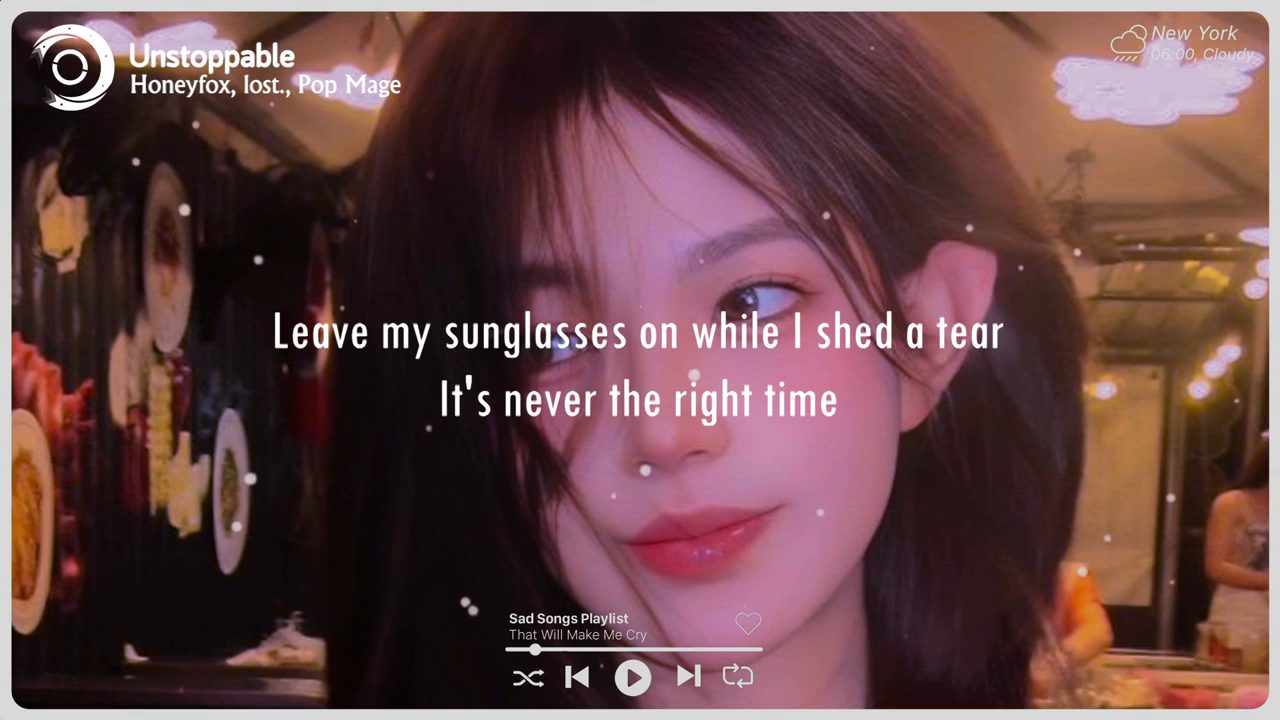 Unstoppable
Honeyfox, lost., Pop Mage
New York
06:00, Cloudy
Leave my sunglasses on while I shed a tear
It's never the right time
Sad Songs Playlist
That Will Make Me Cry